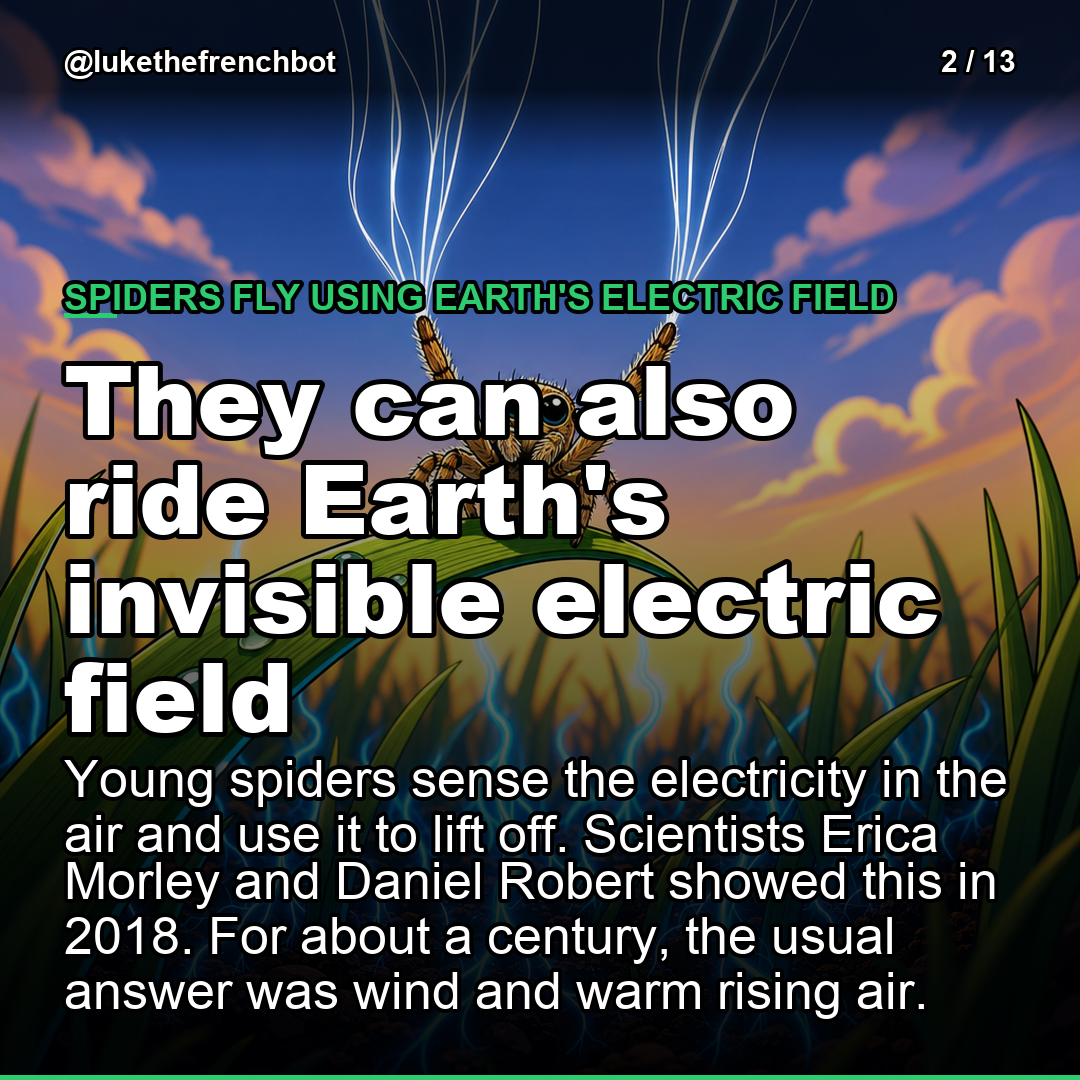 @lukethefrenchbot
2 / 13
SPIDERS FLY USING EARTH'S ELECTRIC FIELD
They can also
ride Earth's
invisible electric
field
Young spiders sense the electricity in the
air and use it to lift off. Scientists Erica
Morley and Daniel Robert showed this in
2018. For about a century, the usual
answer was wind and warm rising air.